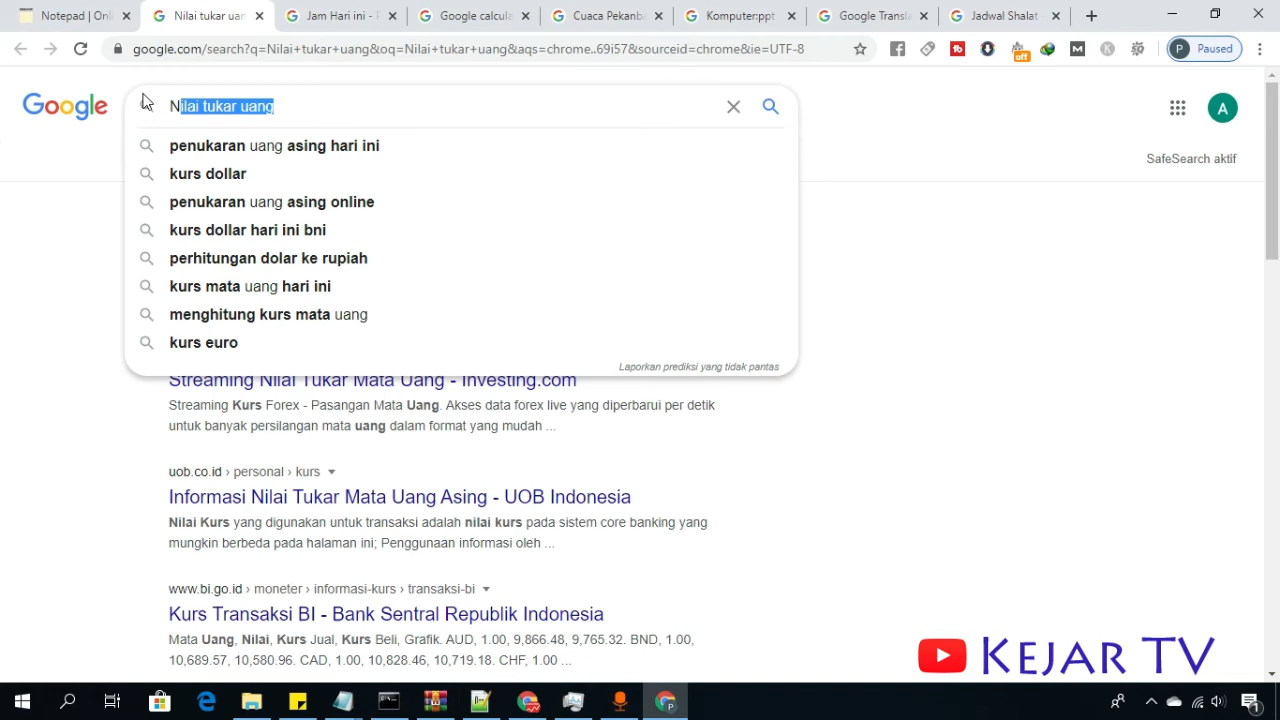 Notepad | Onl
Nilai tukar uan
Jam Hari ini - P
Google calcula
Cuaca Pekanba
Komputer:ppt
Google Transla
Jadwal Shalat
google.com/search?q=Nilai+tukar+uang&oq=Nilai+tukar+uang&aqs=chrome..69i57&sourceid=chrome&ie=UTF-8
off
P Paused
Google
Nilai tukar uang
A
SafeSearch aktif
penukaran uang asing hari ini
kurs dollar
penukaran uang asing online
kurs dollar hari ini bni
perhitungan dolar ke rupiah
kurs mata uang hari ini
menghitung kurs mata uang
kurs euro
Laporkan prediksi yang tidak pantas
Streaming Nilai Tukar Mata Uang - Investing.com
Streaming Kurs Forex - Pasangan Mata Uang. Akses data forex live yang diperbarui per detik
untuk banyak persilangan mata uang dalam format yang mudah ...
uob.co.id › personal › kurs
Informasi Nilai Tukar Mata Uang Asing - UOB Indonesia
Nilai Kurs yang digunakan untuk transaksi adalah nilai kurs pada sistem core banking yang
mungkin berbeda pada halaman ini; Penggunaan informasi oleh ...
www.bi.go.id › moneter › informasi-kurs › transaksi-bi
Kurs Transaksi BI - Bank Sentral Republik Indonesia
Mata Uang, Nilai, Kurs Jual, Kurs Beli, Grafik. AUD, 1.00, 9,866.48, 9,765.32. BND, 1.00,
10,689.57, 10,580.96. CAD, 1.00, 10,828.46, 10,719.18. CHF, 1.00 ...
Kejar TV